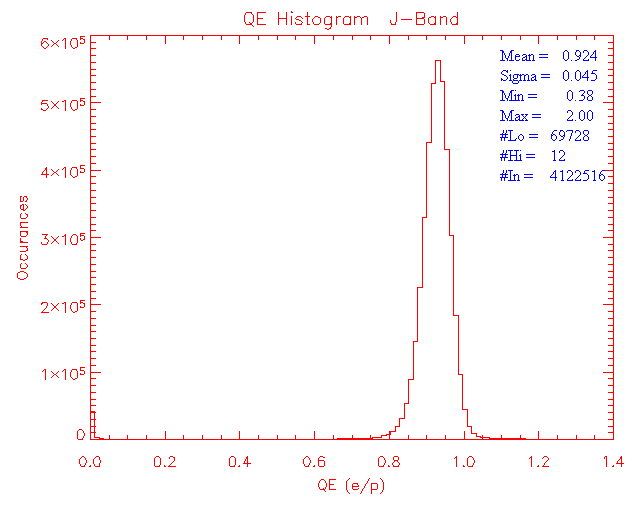 QE Histogram J-Band
6×10⁵
5×10⁵
4×10⁵
3×10⁵
2×10⁵
1×10⁵
0
Occurances
Mean = 0.924
Sigma = 0.045
Min = 0.38
Max = 2.00
#Lo = 69728
#Hi = 12
#In = 4122516
0.0 0.2 0.4 0.6 0.8 1.0 1.2 1.4
QE (e/p)